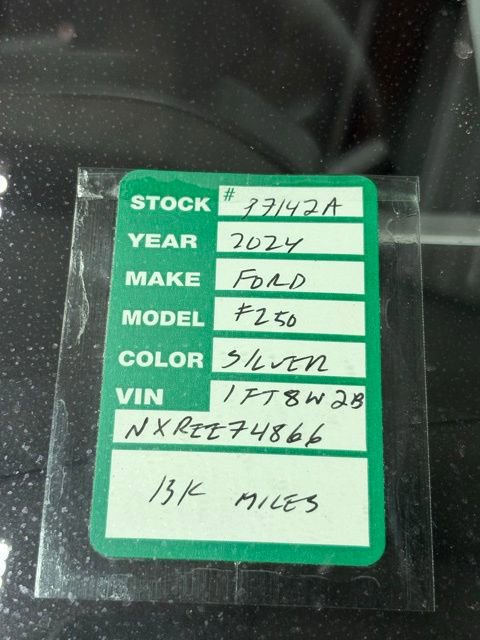 STOCK # 37142A
YEAR 2024
MAKE FORD
MODEL F250
COLOR SILVER
VIN 1FT8W2B
NXREE74866
13K MILES